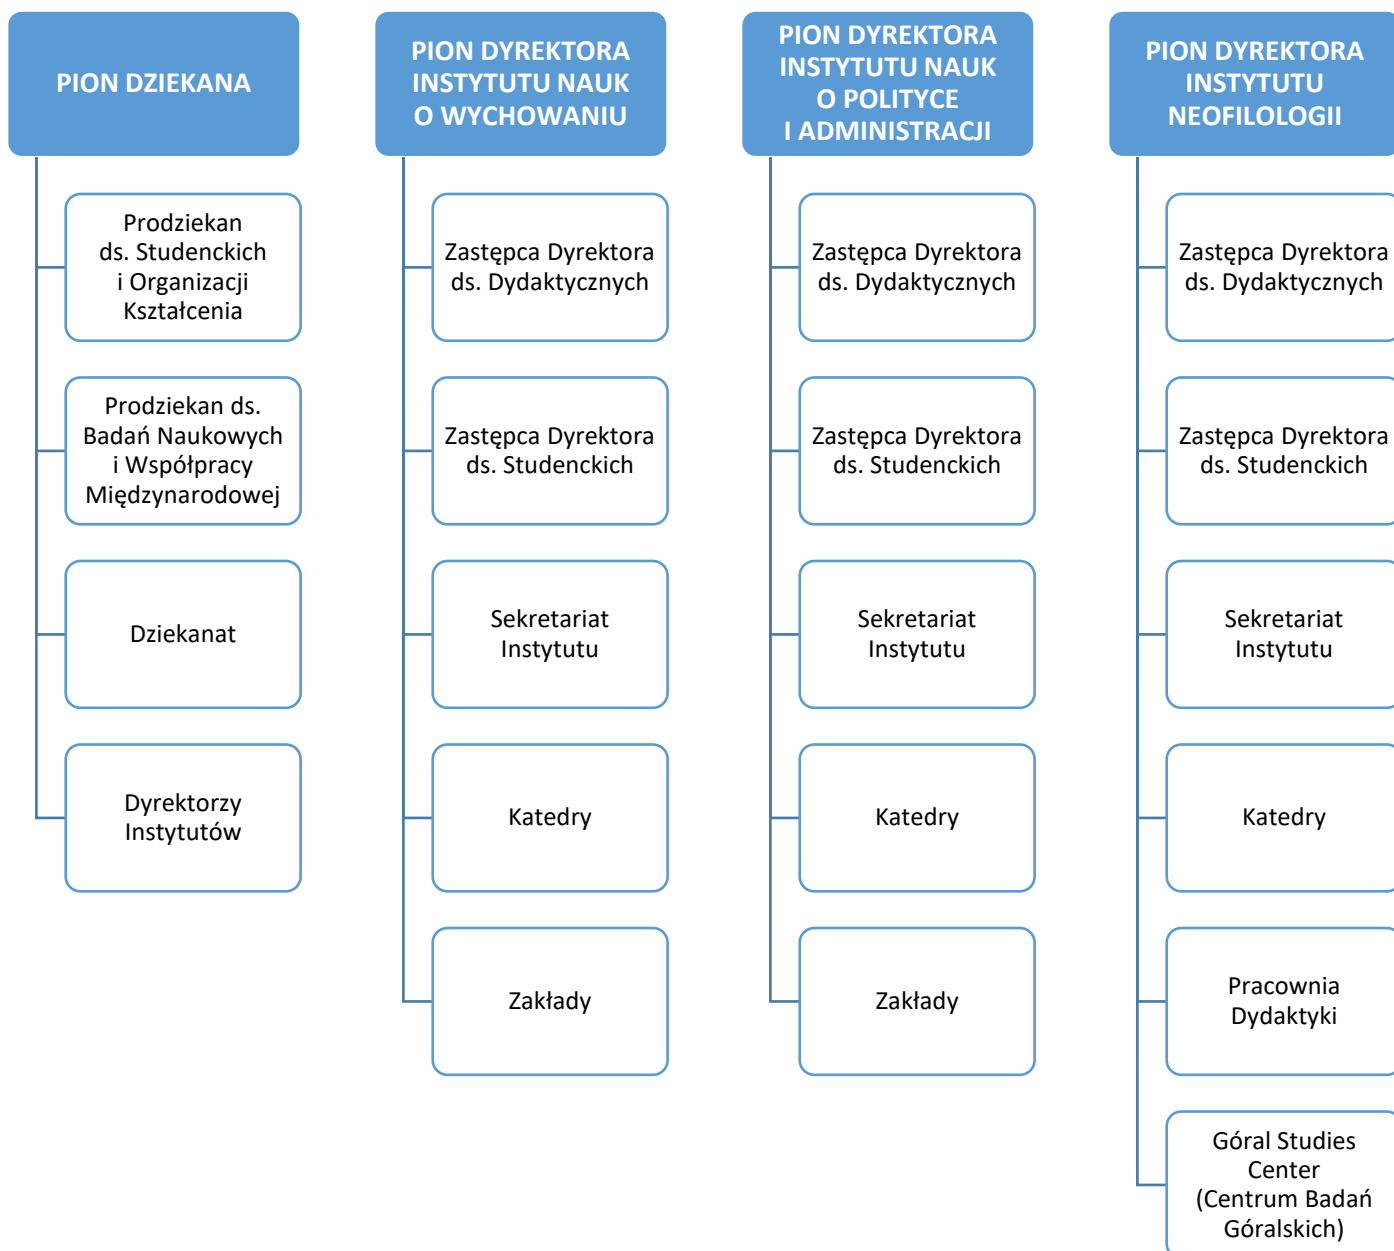 PION DZIEKANA
Prodziekan
ds. Studenckich
i Organizacji
Kształcenia
Prodziekan ds.
Badań Naukowych
i Współpracy
Międzynarodowej
Dziekanat
Dyrektorzy
Instytutów
PION DYREKTORA
INSTYTUTU NAUK
O WYCHOWANIU
Zastępca Dyrektora
ds. Dydaktycznych
Zastępca Dyrektora
ds. Studenckich
Sekretariat
Instytutu
Katedry
Zakłady
PION DYREKTORA
INSTYTUTU NAUK
O POLITYCE
I ADMINISTRACJI
Zastępca Dyrektora
ds. Dydaktycznych
Zastępca Dyrektora
ds. Studenckich
Sekretariat
Instytutu
Katedry
Zakłady
PION DYREKTORA
INSTYTUTU
NEOFILOLOGII
Zastępca Dyrektora
ds. Dydaktycznych
Zastępca Dyrektora
ds. Studenckich
Sekretariat
Instytutu
Katedry
Pracownia
Dydaktyki
Góral Studies
Center
(Centrum Badań
Góralskich)